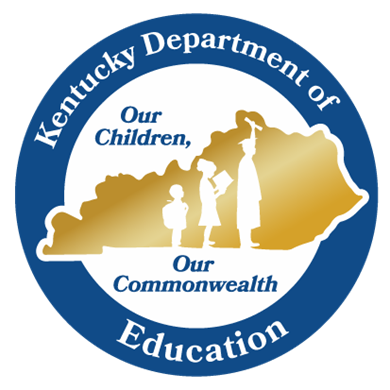 Kentucky Department of
Our
Children,
Our
Commonwealth
Education